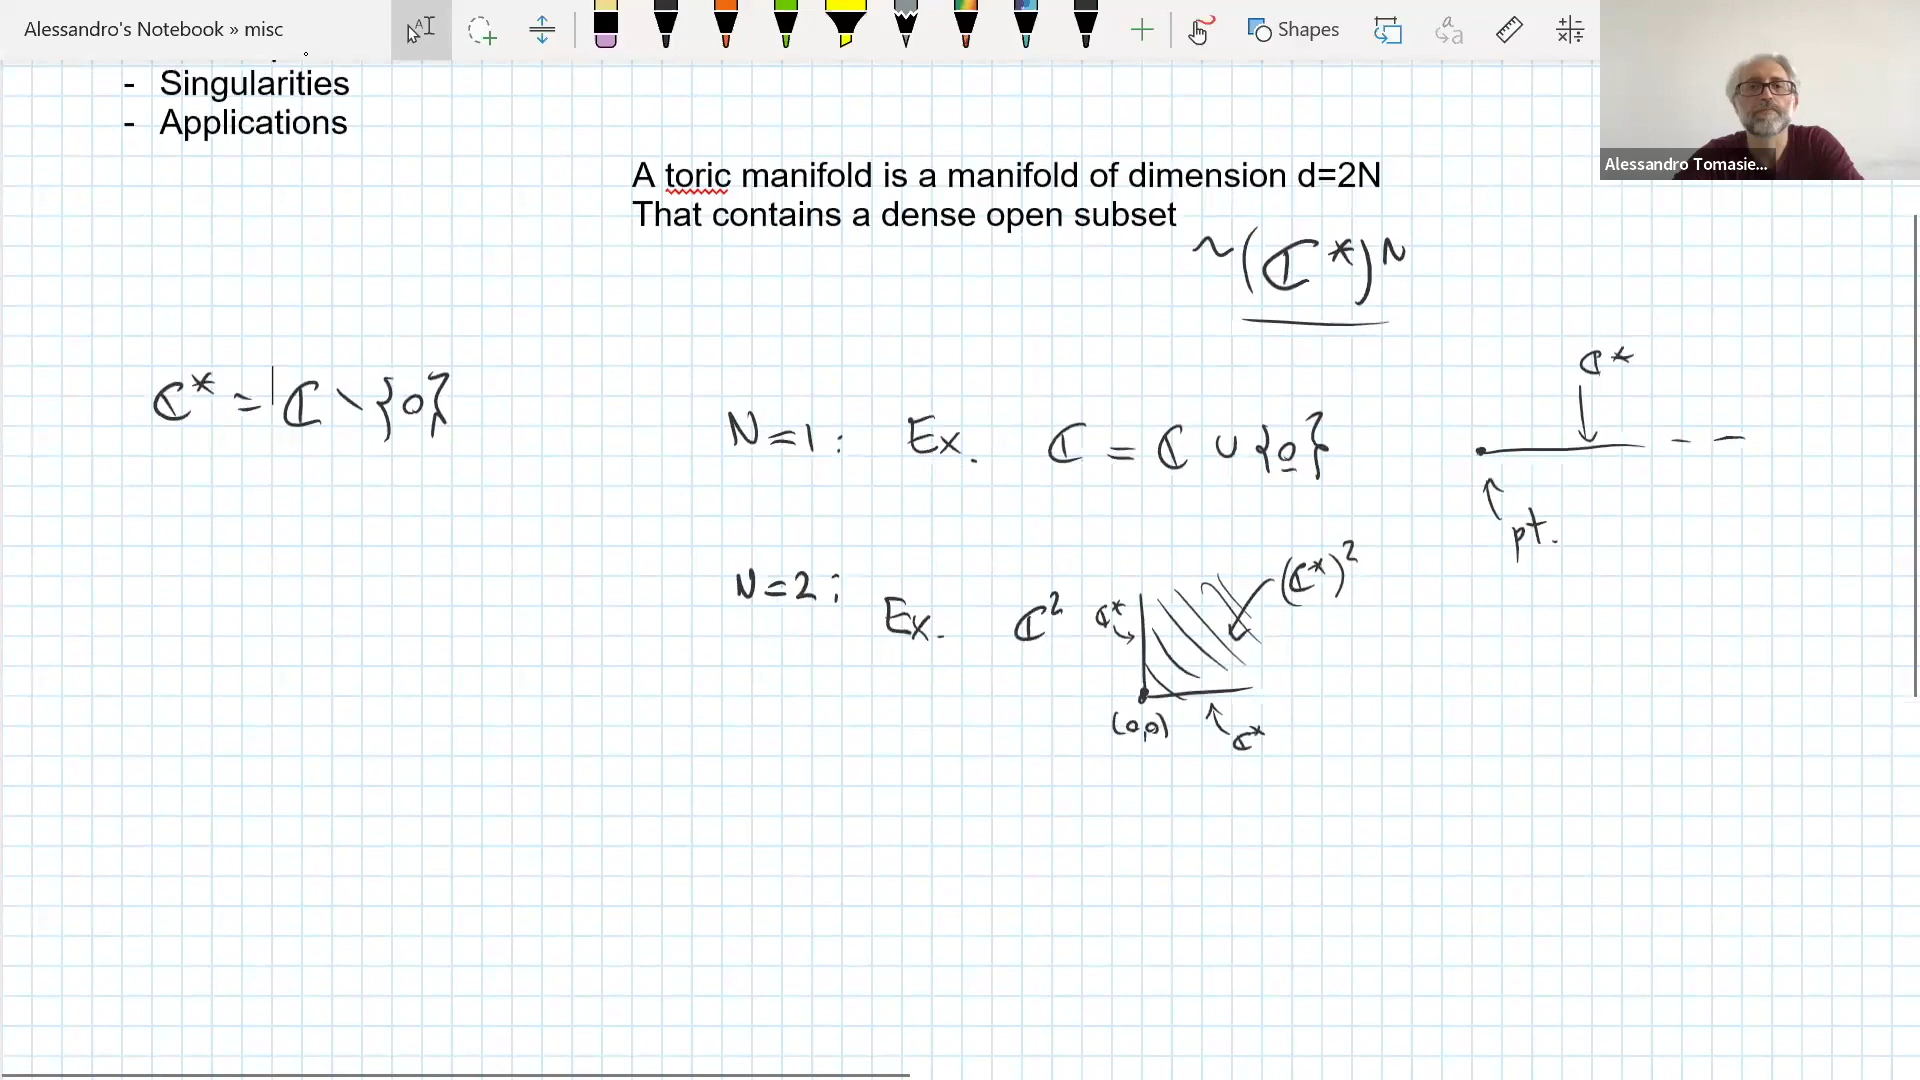 Alessandro's Notebook » misc
Shapes
- Singularities
- Applications
A toric manifold is a manifold of dimension d=2N
That contains a dense open subset
~(ℂ*)ᴺ
ℂ* = ℂ \ {0}
N=1: Ex. ℂ = ℂ ∪ {0}
ℂ*
pt.
N=2:
Ex. ℂ² ℂ* (ℂ*)²
(0,0) ℂ*
Alessandro Tomasie...